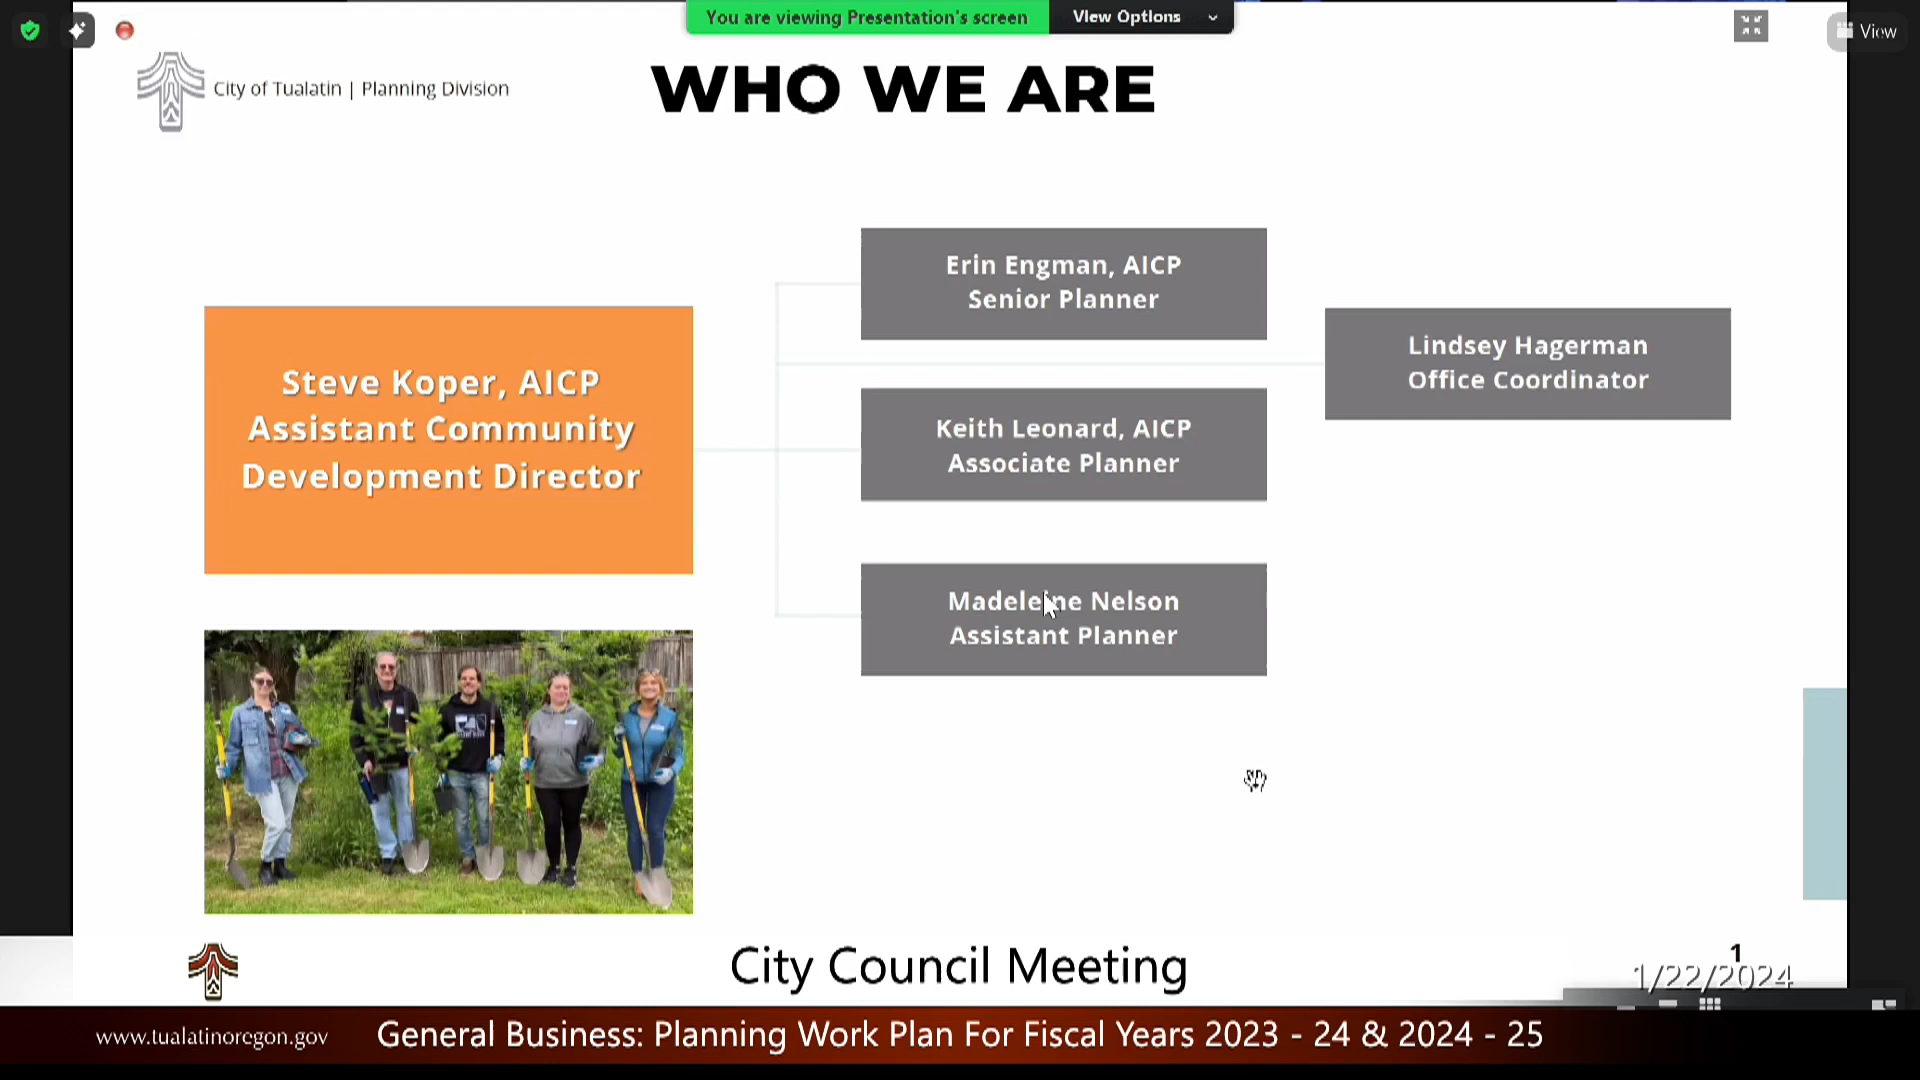 You are viewing Presentation's screen
View Options
View
City of Tualatin | Planning Division
WHO WE ARE
Erin Engman, AICP
Senior Planner
Lindsey Hagerman
Office Coordinator
Steve Koper, AICP
Assistant Community
Development Director
Keith Leonard, AICP
Associate Planner
Madeleine Nelson
Assistant Planner
City Council Meeting
1
1/22/2024
www.tualatinoregon.gov
General Business: Planning Work Plan For Fiscal Years 2023 - 24 & 2024 - 25